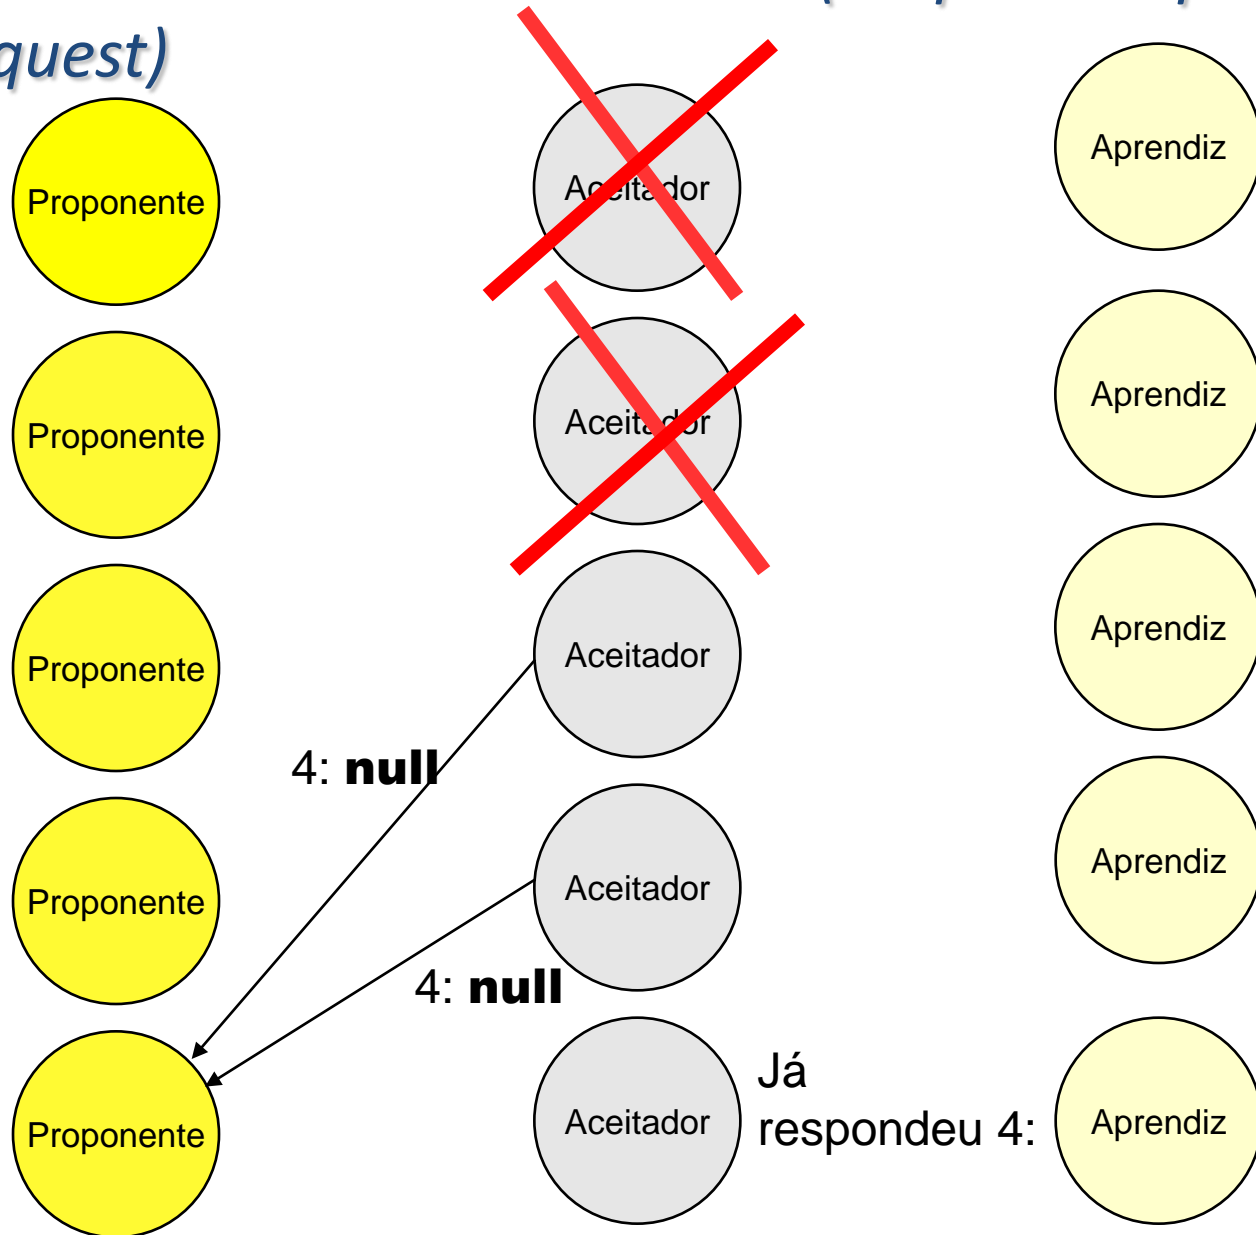 quest)
Proponente
Aceitador
Aprendiz
Proponente
Aceitador
Aprendiz
Proponente
Aceitador
Aprendiz
4: null
Proponente
Aceitador
Aprendiz
4: null
Proponente
Aceitador
Já
respondeu 4:
Aprendiz